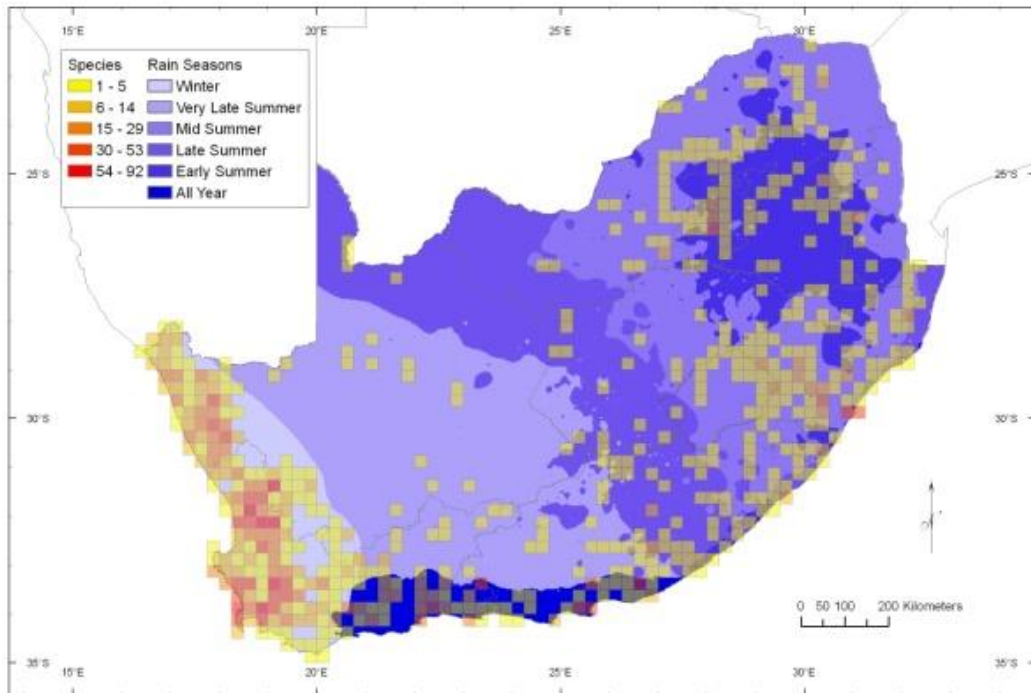 15°E 20°E 25°E 30°E
Species Rain Seasons
1 - 5 Winter
6 - 14 Very Late Summer
15 - 29 Mid Summer
30 - 53 Late Summer
54 - 92 Early Summer
All Year
25°S 25°S
30°S 30°S
0 50 100 200 Kilometers
35°S 35°S
15°E 20°E 25°E 30°E